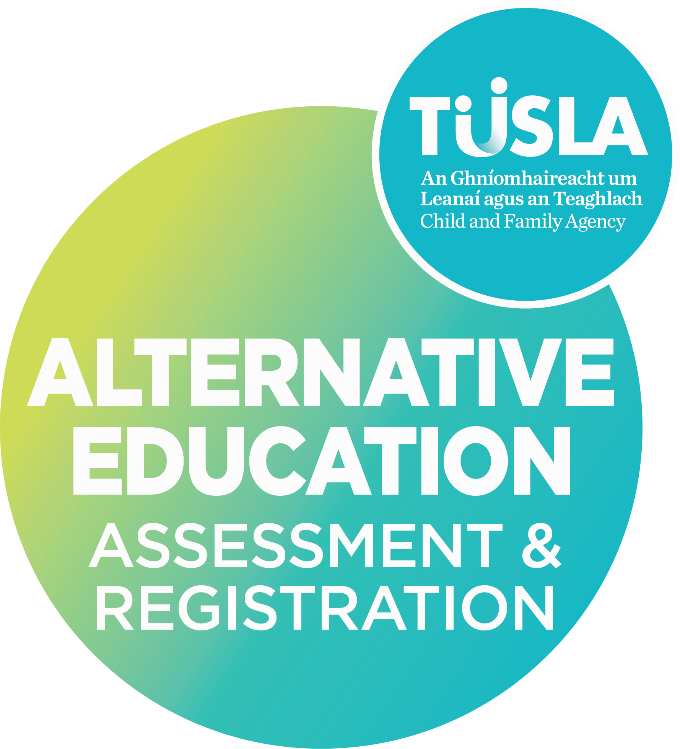 TUSLA
An Ghníomhaireacht um
Leanaí agus an Teaghlach
Child and Family Agency
ALTERNATIVE
EDUCATION
ASSESSMENT &
REGISTRATION